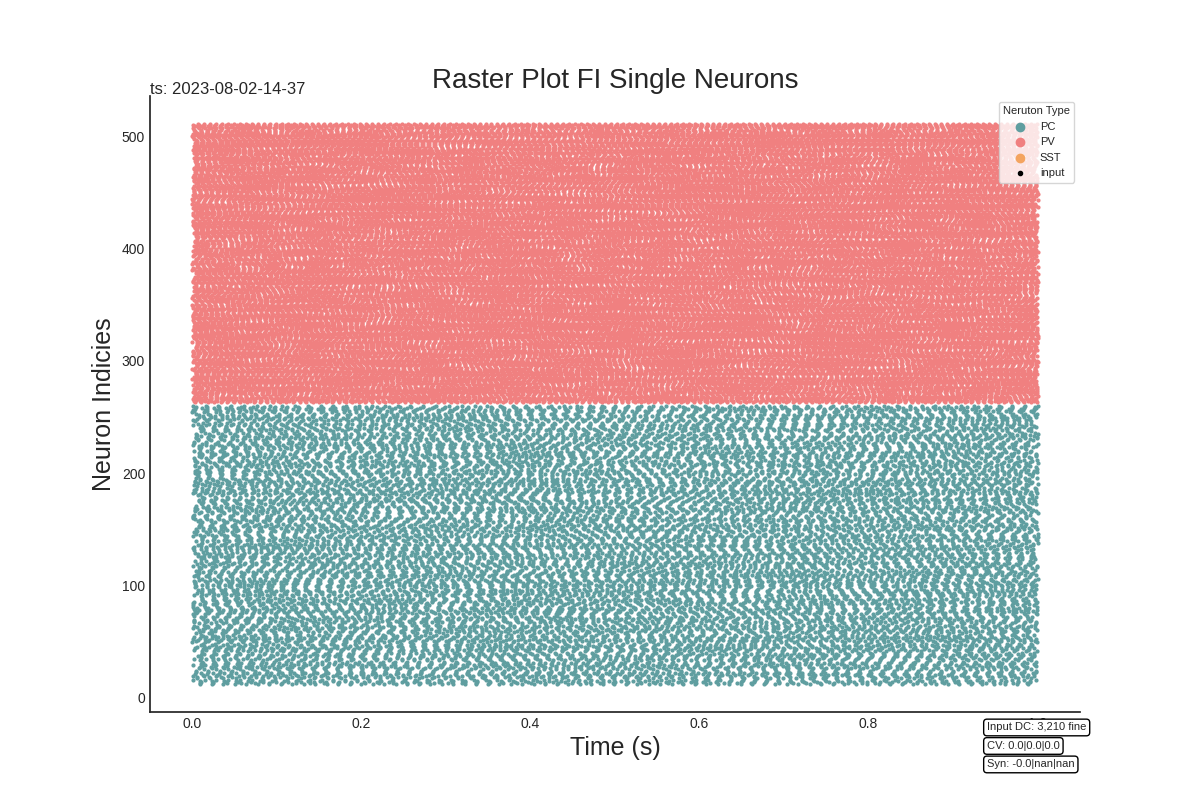 Raster Plot FI Single Neurons
ts: 2023-08-02-14-37
Neruton Type
PC
PV
SST
input
Neuron Indicies
500
400
300
200
100
0
0.0
0.2
0.4
0.6
0.8
Time (s)
Input DC: 3,210 fine
CV: 0.0|0.0|0.0
Syn: -0.0|nan|nan